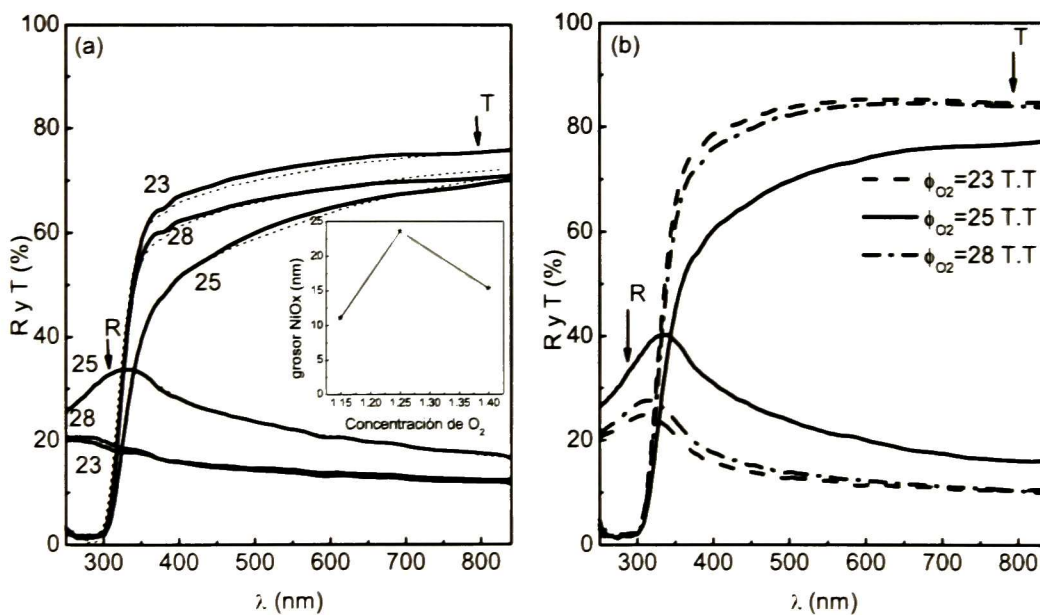 (a)
T
23
28
25
R
25
28
23
R y T (%)
100
80
60
40
20
0
300 400 500 600 700 800
λ (nm)
grosor NiOx (nm)
25
20
15
10
5
0
1.15 1.20 1.25 1.30 1.35 1.40
Concentración de O2
(b)
T
R
ϕO2=23 T.T
ϕO2=25 T.T
ϕO2=28 T.T
R y T (%)
100
80
60
40
20
0
300 400 500 600 700 800
λ (nm)